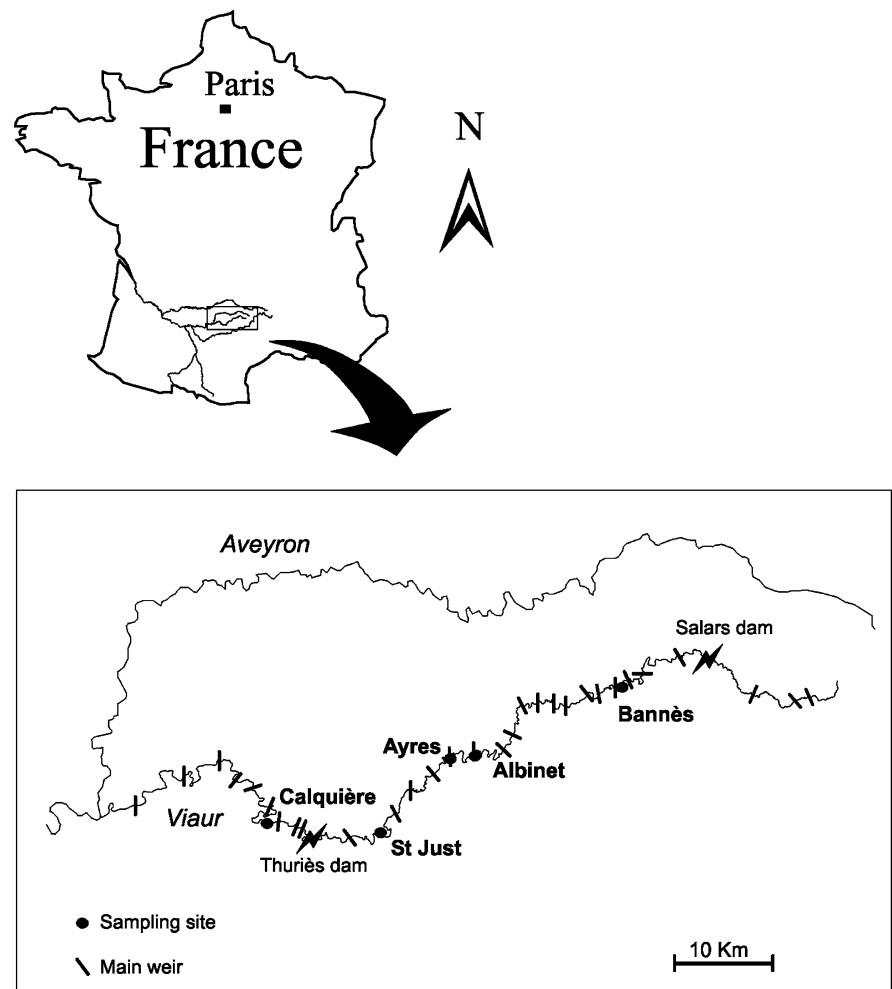 Paris
France
N
Aveyron
Salars dam
Bannès
Ayres
Albinet
Calquière
Viaur
St Just
Thuriès dam
Sampling site
Main weir
10 Km